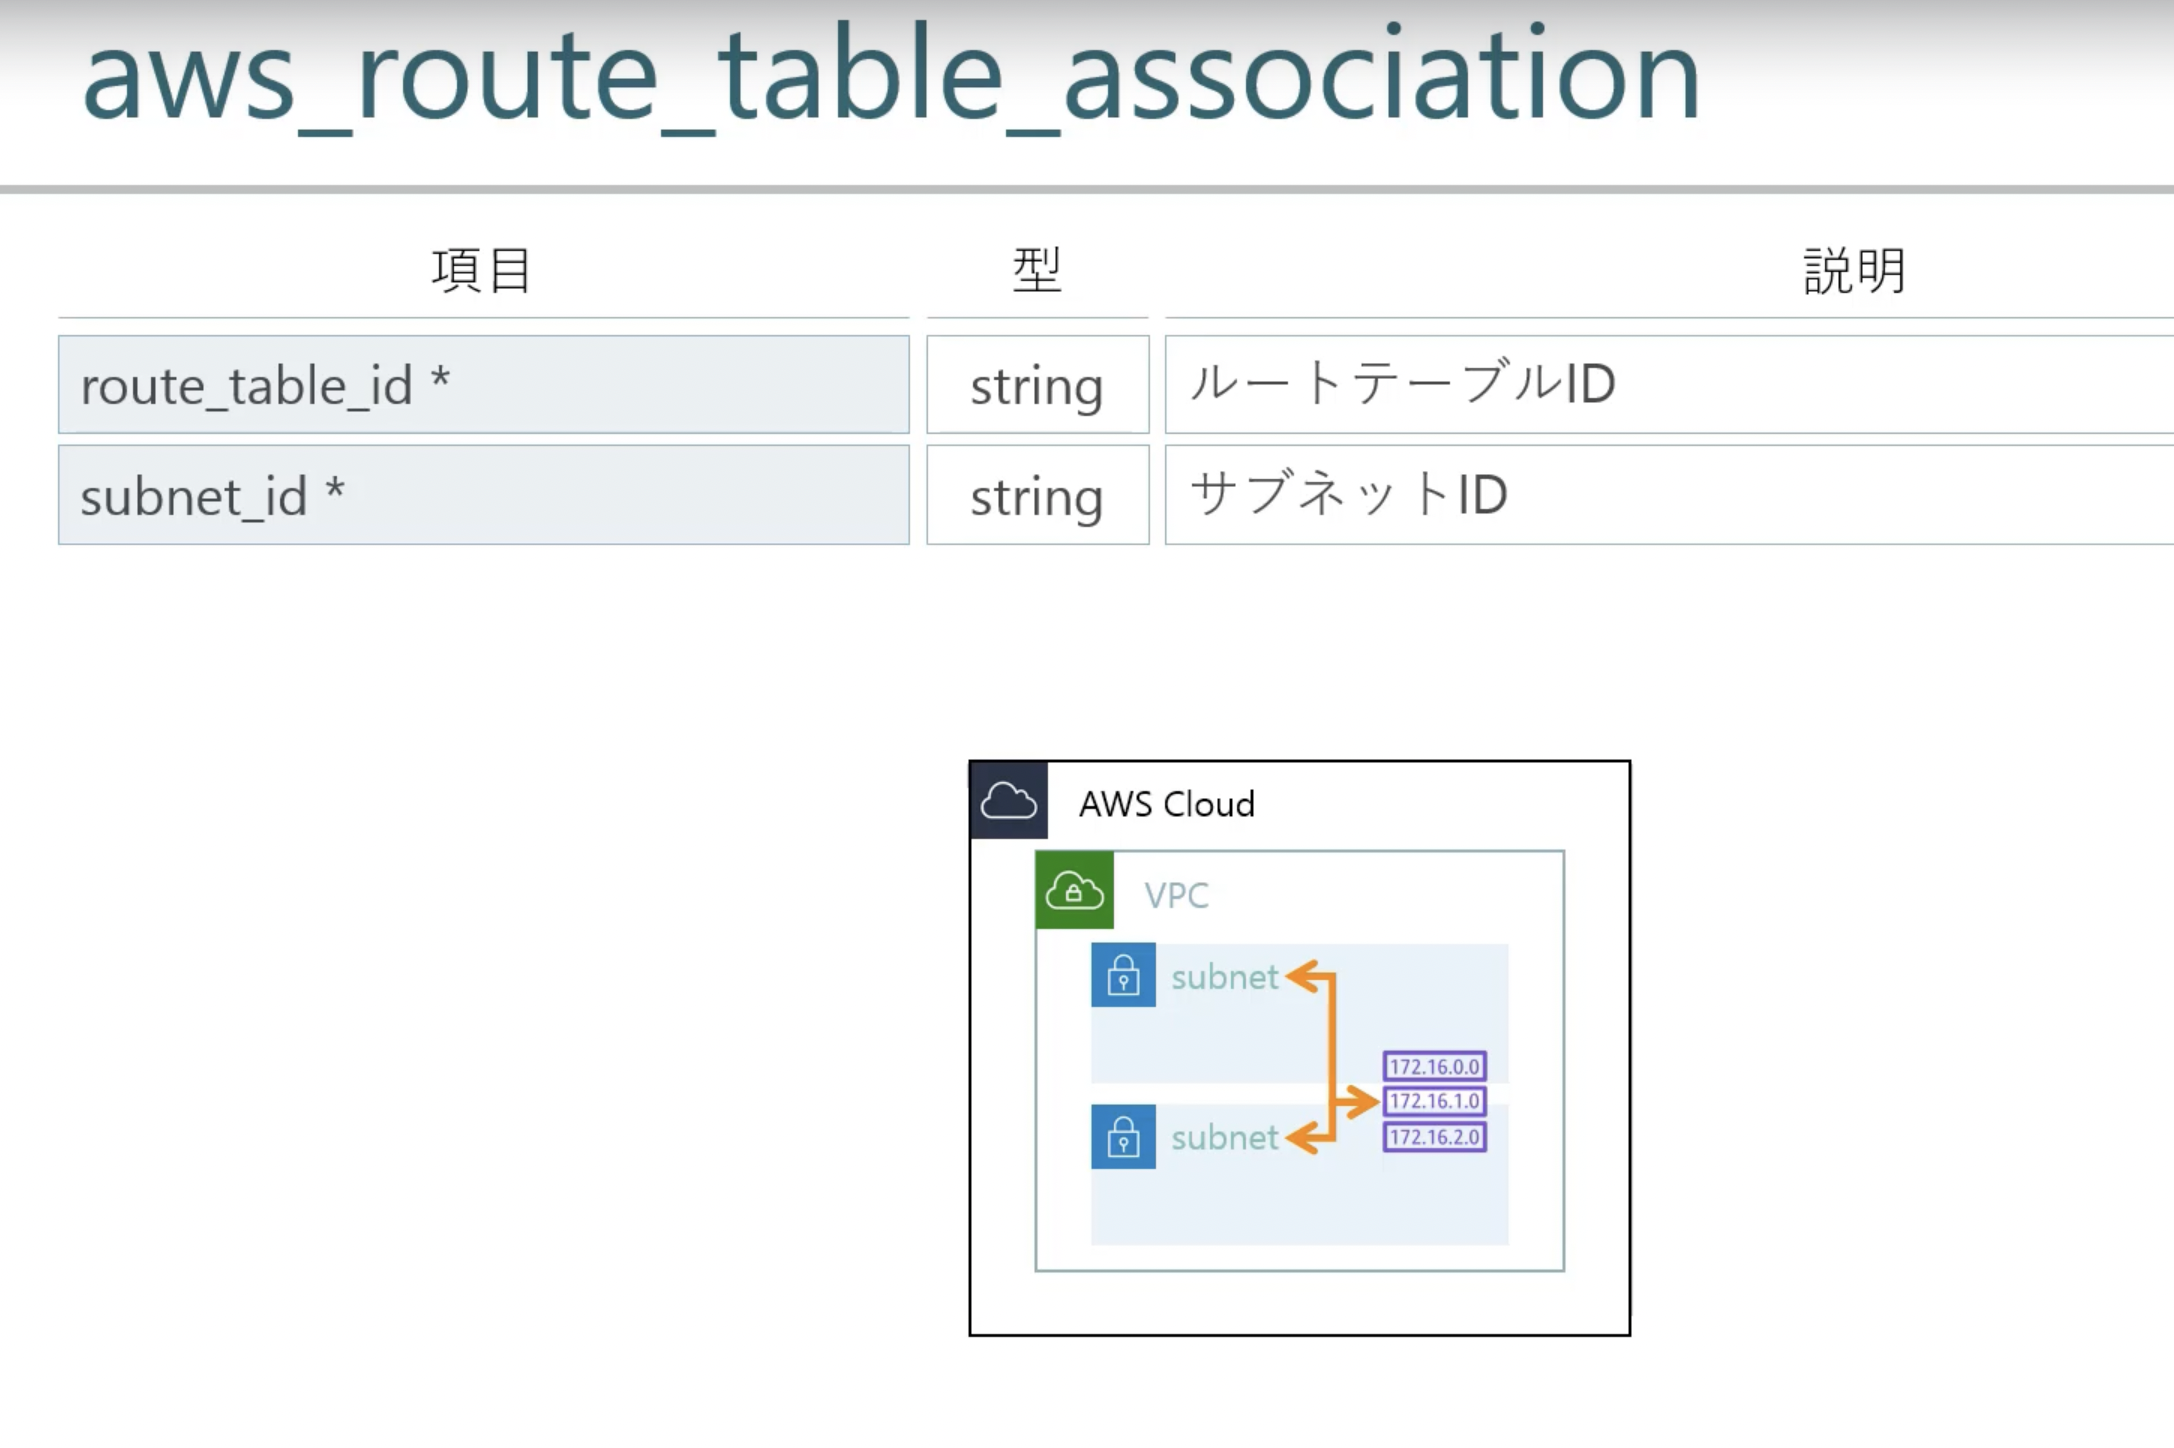 aws_route_table_association
項目 型 説明
route_table_id * string ルートテーブルID
subnet_id * string サブネットID
AWS Cloud
VPC
subnet
172.16.0.0
172.16.1.0
subnet
172.16.2.0